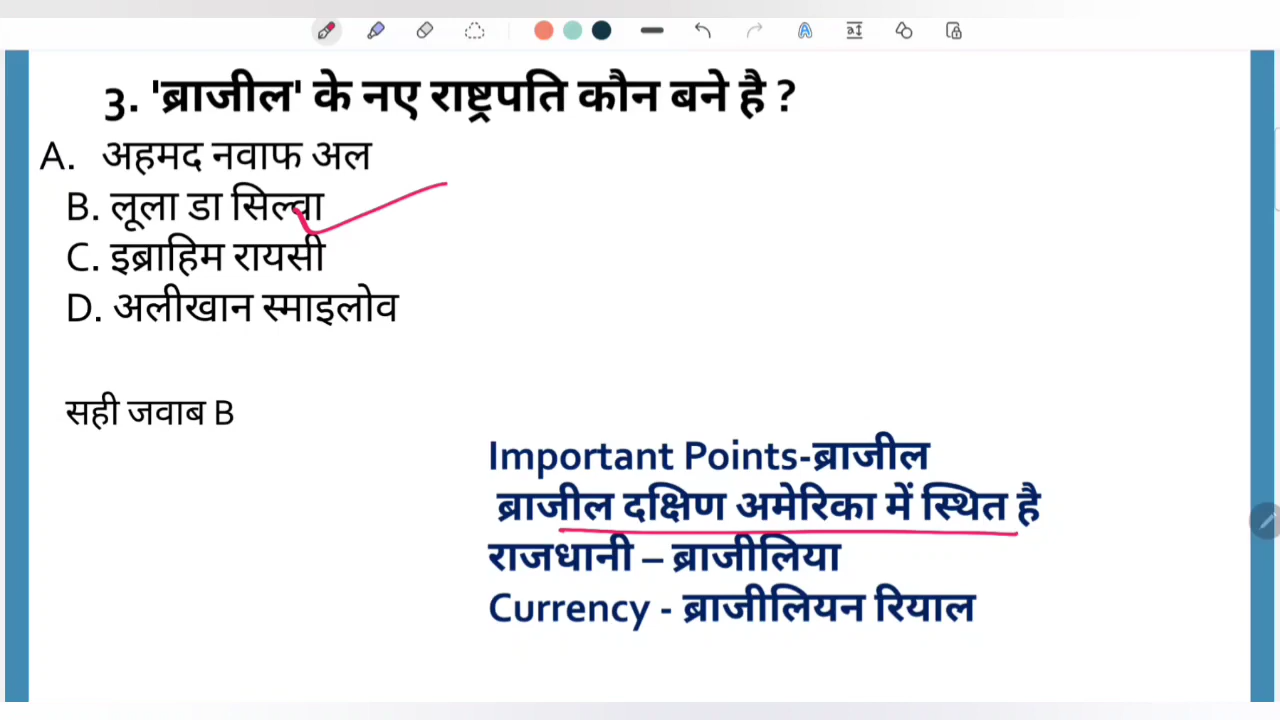 3. 'ब्राजील' के नए राष्ट्रपति कौन बने है ?
A. अहमद नवाफ अल
B. लूला डा सिल्वा
C. इब्राहिम रायसी
D. अलीखान स्माइलोव
सही जवाब B
Important Points-ब्राजील
ब्राजील दक्षिण अमेरिका में स्थित है
राजधानी – ब्राजीलिया
Currency - ब्राजीलियन रियाल